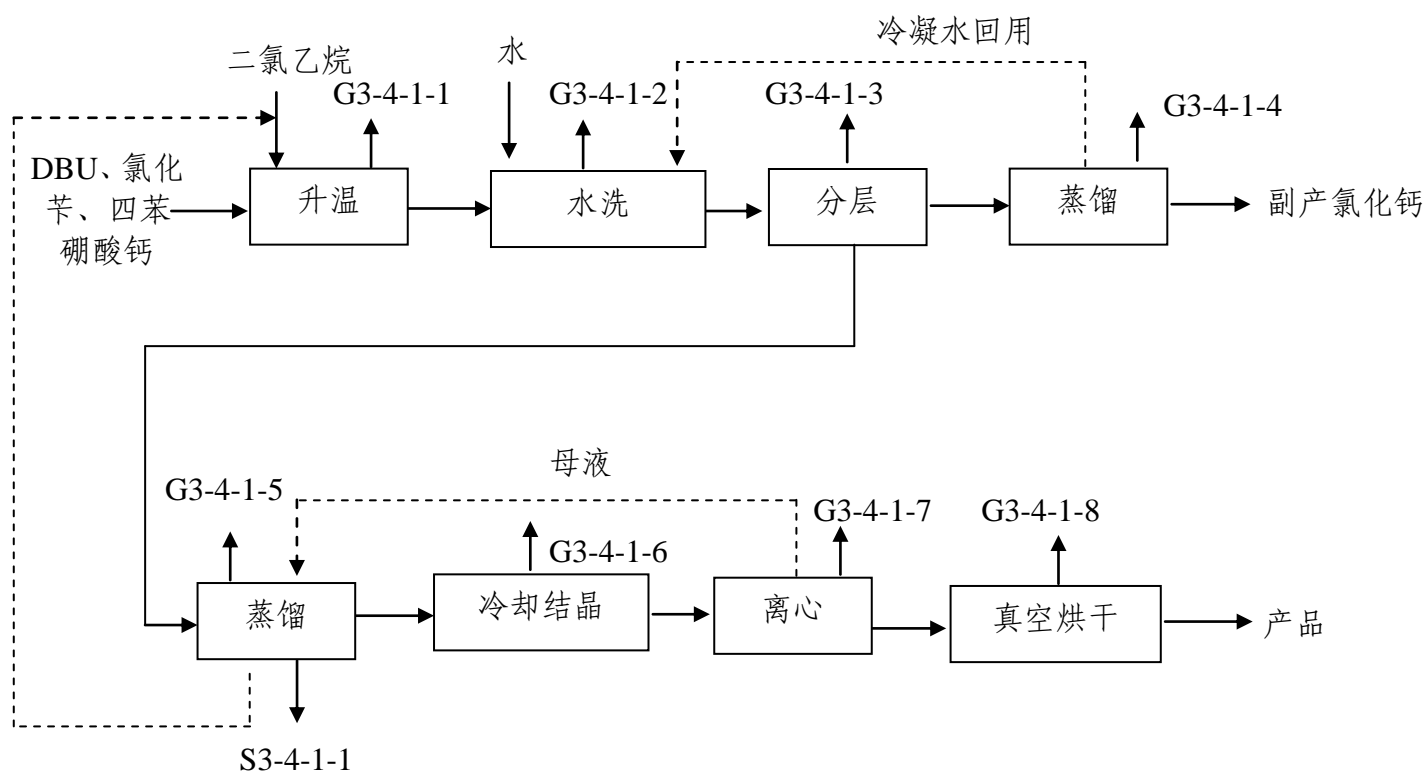 冷凝水回用
二氯乙烷
水
G3-4-1-1
G3-4-1-2
G3-4-1-3
G3-4-1-4
DBU、氯化
苄、四苯
硼酸钙
升温
水洗
分层
蒸馏
副产氯化钙
母液
G3-4-1-5
G3-4-1-6
G3-4-1-7
G3-4-1-8
蒸馏
冷却结晶
离心
真空烘干
产品
S3-4-1-1